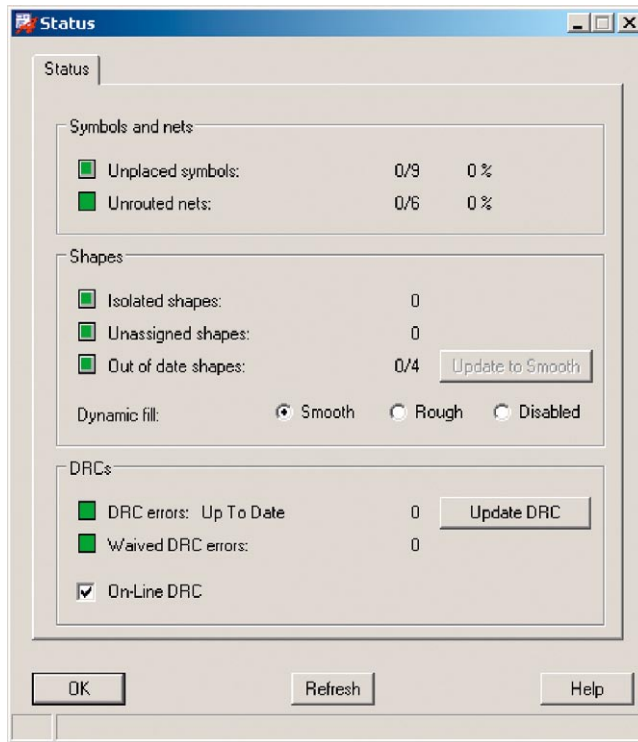 Status
Status
Symbols and nets
Unplaced symbols: 0/9 0 %
Unrouted nets: 0/6 0 %
Shapes
Isolated shapes: 0
Unassigned shapes: 0
Out of date shapes: 0/4 Update to Smooth
Dynamic fill: Smooth Rough Disabled
DRCs
DRC errors: Up To Date 0 Update DRC
Waived DRC errors: 0
On-Line DRC
OK Refresh Help